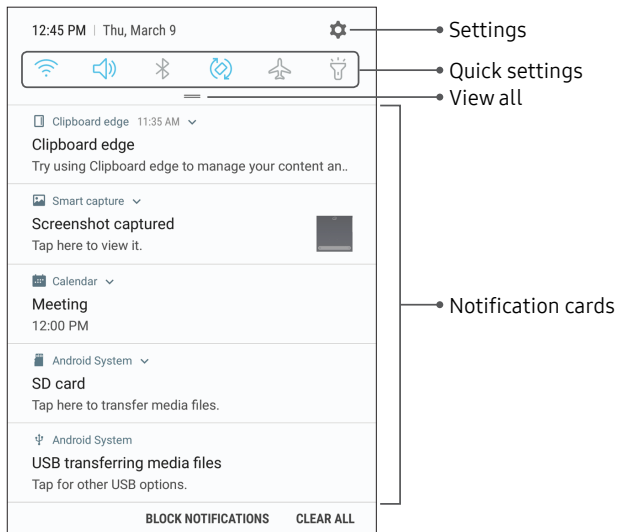 12:45 PM | Thu, March 9
Settings
Quick settings
View all
Clipboard edge 11:35 AM
Clipboard edge
Try using Clipboard edge to manage your content an..
Smart capture
Screenshot captured
Tap here to view it.
Calendar
Meeting
12:00 PM
Notification cards
Android System
SD card
Tap here to transfer media files.
Android System
USB transferring media files
Tap for other USB options.
BLOCK NOTIFICATIONS CLEAR ALL